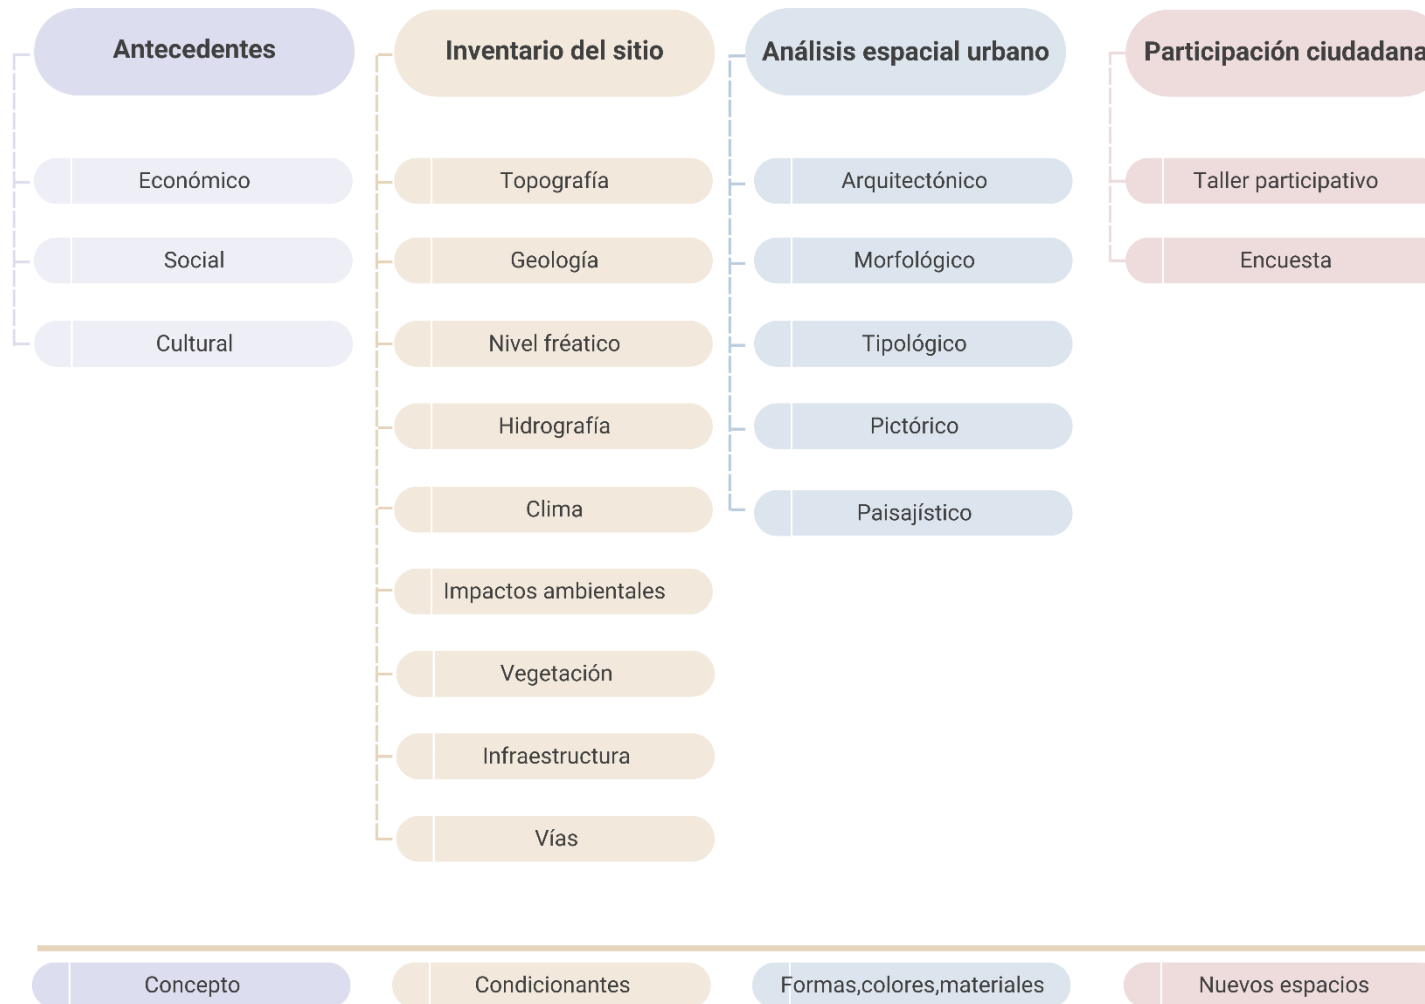 Antecedentes
Económico
Social
Cultural
Inventario del sitio
Topografía
Geología
Nivel fréatico
Hidrografía
Clima
Impactos ambientales
Vegetación
Infraestructura
Vías
Análisis espacial urbano
Arquitectónico
Morfológico
Tipológico
Pictórico
Paisajístico
Participación ciudadana
Taller participativo
Encuesta
Concepto
Condicionantes
Formas,colores,materiales
Nuevos espacios